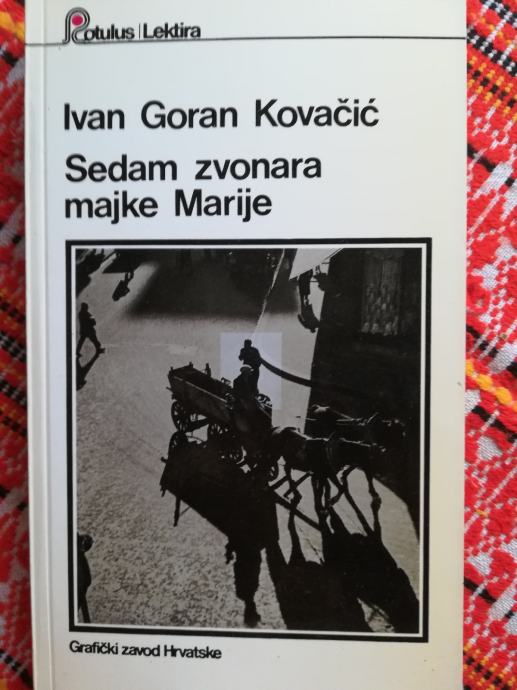 Rotulus | Lektira
Ivan Goran Kovačić
Sedam zvonara
majke Marije
Grafički zavod Hrvatske